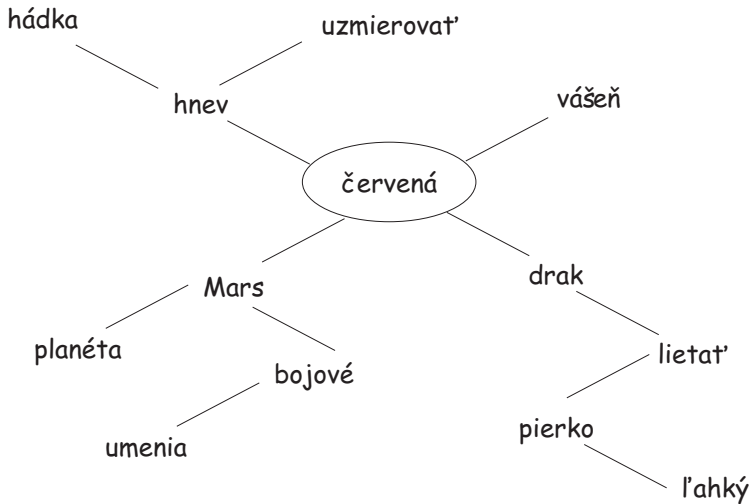 hádka
uzmierovať
hnev
vášeň
červená
drak
Mars
planéta
lietať
bojové
pierko
umenia
ľahký